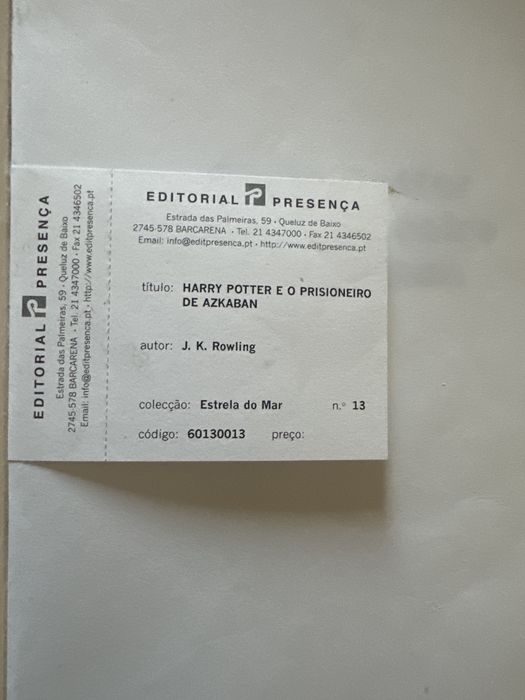 EDITORIAL PRESENÇA
Estrada das Palmeiras, 59 · Queluz de Baixo
2745-578 BARCARENA · Tel. 21 4347000 · Fax 21 4346502
Email: info@editpresenca.pt · http://www.editpresenca.pt
EDITORIAL PRESENÇA
Estrada das Palmeiras, 59 · Queluz de Baixo
2745-578 BARCARENA · Tel. 21 4347000 · Fax 21 4346502
Email: info@editpresenca.pt · http://www.editpresenca.pt
título: HARRY POTTER E O PRISIONEIRO
DE AZKABAN
autor: J. K. Rowling
colecção: Estrela do Mar n.º 13
código: 60130013 preço: